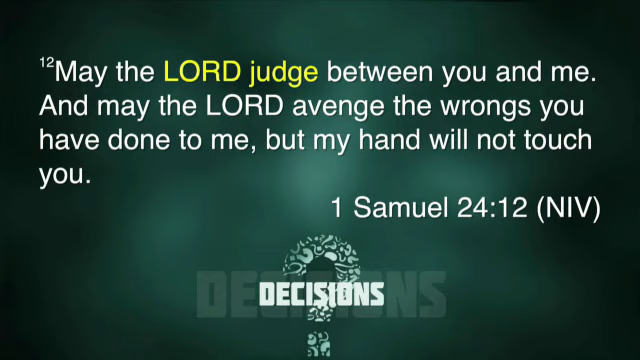 12May the LORD judge between you and me.
And may the LORD avenge the wrongs you
have done to me, but my hand will not touch
you.
1 Samuel 24:12 (NIV)
DECISIONS
DECISIONS